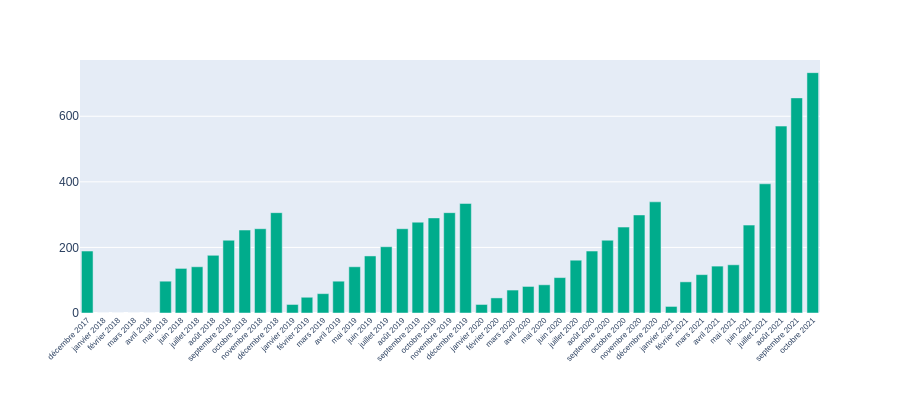 600
400
200
0
décembre 2017
janvier 2018
février 2018
mars 2018
avril 2018
mai 2018
juin 2018
juillet 2018
août 2018
septembre 2018
octobre 2018
novembre 2018
décembre 2018
janvier 2019
février 2019
mars 2019
avril 2019
mai 2019
juin 2019
juillet 2019
août 2019
septembre 2019
octobre 2019
novembre 2019
décembre 2019
janvier 2020
février 2020
mars 2020
avril 2020
mai 2020
juin 2020
juillet 2020
août 2020
septembre 2020
octobre 2020
novembre 2020
décembre 2020
janvier 2021
février 2021
mars 2021
avril 2021
mai 2021
juin 2021
juillet 2021
août 2021
septembre 2021
octobre 2021